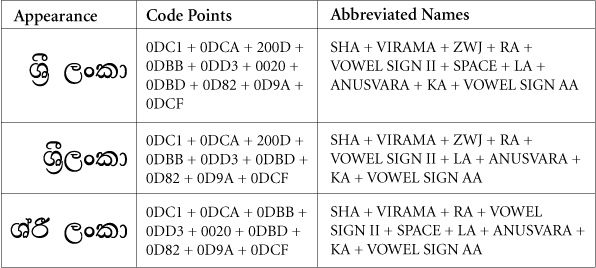 Appearance Code Points Abbreviated Names
ශ්‍රී ලංකා
0DC1 + 0DCA + 200D +
0DBB + 0DD3 + 0020 +
0DBD + 0D82 + 0D9A +
0DCF
SHA + VIRAMA + ZWJ + RA +
VOWEL SIGN II + SPACE + LA +
ANUSVARA + KA + VOWEL SIGN AA
ශ්‍රීලංකා
0DC1 + 0DCA + 200D +
0DBB + 0DD3 + 0DBD +
0D82 + 0D9A + 0DCF
SHA + VIRAMA + ZWJ + RA +
VOWEL SIGN II + LA + ANUSVARA +
KA + VOWEL SIGN AA
ශ්රී ලංකා
0DC1 + 0DCA + 0DBB +
0DD3 + 0020 + 0DBD +
0D82 + 0D9A + 0DCF
SHA + VIRAMA + RA + VOWEL
SIGN II + SPACE + LA + ANUSVARA +
KA + VOWEL SIGN AA